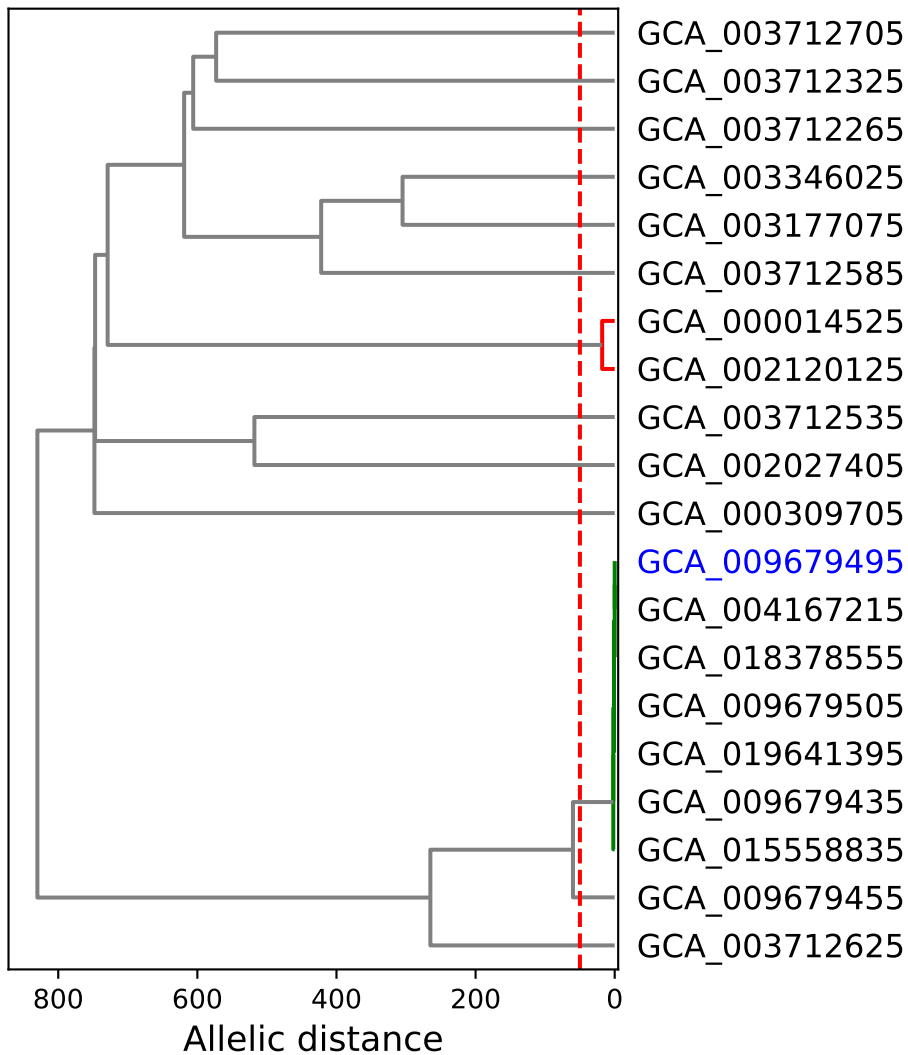 GCA_003712705
GCA_003712325
GCA_003712265
GCA_003346025
GCA_003177075
GCA_003712585
GCA_000014525
GCA_002120125
GCA_003712535
GCA_002027405
GCA_000309705
GCA_009679495
GCA_004167215
GCA_018378555
GCA_009679505
GCA_019641395
GCA_009679435
GCA_015558835
GCA_009679455
GCA_003712625
800 600 400 200 0
Allelic distance